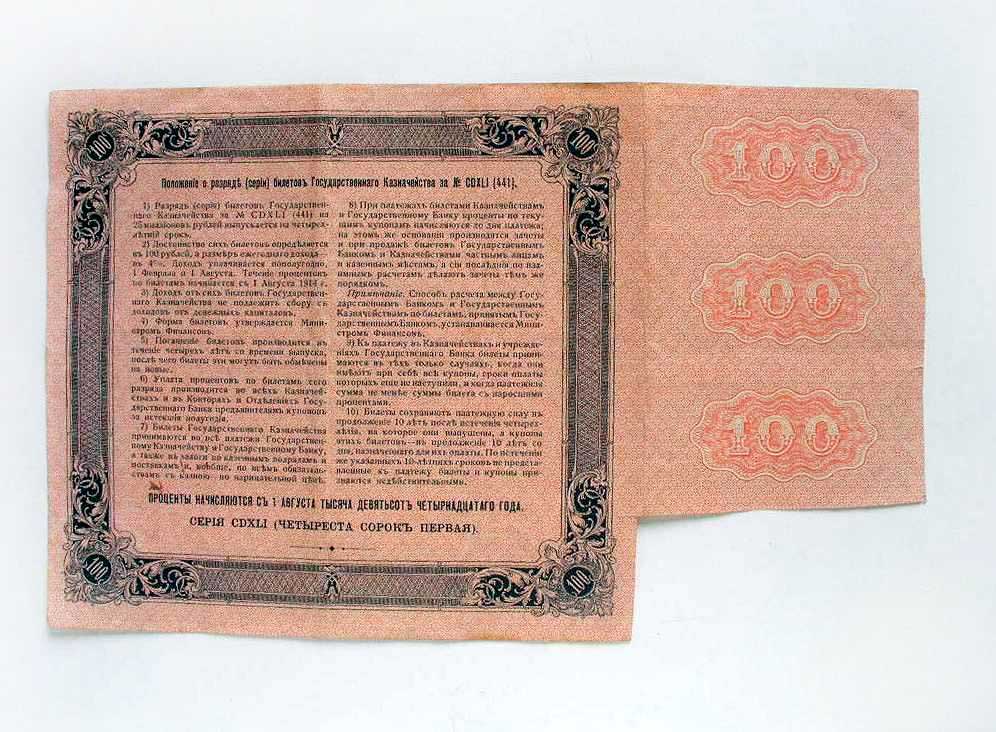 100
100
Положеніе о разрядѣ (серіи) билетовъ Государственнаго Казначейства за № CDXLI (441).
1) Разрядъ (серія) билетовъ Государствен-
наго Казначейства за № CDXLI (441) на
25 милліоновъ рублей выпускается на четырех-
лѣтній срокъ.
2) Достоинство сихъ билетовъ опредѣляется
въ 100 рублей, а размѣръ ежегоднаго дохода—
въ 4%. Доходъ уплачивается пополугодно,
1 Февраля и 1 Августа. Теченіе процентовъ
по билетамъ начинается съ 1 Августа 1914 г.
3) Доходъ отъ сихъ билетовъ Государствен-
наго Казначейства не подлежитъ сбору съ
доходовъ отъ денежныхъ капиталовъ.
4) Форма билетовъ утверждается Мини-
стромъ Финансовъ.
5) Погашеніе билетовъ производится въ
теченіе четырехъ лѣтъ со времени выпуска,
послѣ чего билеты эти могутъ быть обмѣнены
на новые.
6) Уплата процентовъ по билетамъ сего
разряда производится во всѣхъ Казначей-
ствахъ и въ Конторахъ и Отдѣленіяхъ Госу-
дарственнаго Банка предъявителямъ купоновъ
за истекшія полугодія.
7) Билеты Государственнаго Казначейства
принимаются во всѣ платежи Государствен-
ному Казначейству и Государственному Банку,
а также въ залоги по казеннымъ подрядамъ и
поставкамъ и, вообще, по всѣмъ обязатель-
ствамъ съ казною—по нарицательной цѣнѣ.
8) При платежахъ билетами Казначействамъ
и Государственному Банку проценты по теку-
щимъ купонамъ начисляются до дня платежа;
на этомъ же основаніи производятся зачеты
и при продажѣ билетовъ Государственнымъ
Банкомъ и Казначействами частнымъ лицамъ
и казеннымъ мѣстамъ, а сіи послѣднія по вза-
имнымъ расчетамъ дѣлаютъ зачеты тѣмъ же
порядкомъ.
Примѣчаніе. Способъ расчета между Госу-
дарственнымъ Банкомъ и Государственнымъ
Казначействомъ по билетамъ, принятымъ Госу-
дарственнымъ Банкомъ, устанавливается Мини-
стромъ Финансовъ.
9) Къ платежу въ Казначействахъ и учрежде-
ніяхъ Государственнаго Банка билеты прини-
маются въ тѣхъ только случаяхъ, когда они
имѣютъ при себѣ всѣ купоны, сроки оплаты
которыхъ еще не наступили, и когда платежная
сумма не менѣе суммы билета съ наросшими
процентами.
10) Билеты сохраняютъ платежную силу въ
продолженіе 10 лѣтъ послѣ истеченія четырех-
лѣтія, на которое они выпущены, а купоны
этихъ билетовъ—въ продолженіе 10 лѣтъ со
дня, назначеннаго для ихъ оплаты. По истеченіи
же указанныхъ 10-лѣтнихъ сроковъ не предста-
вленные къ платежу билеты и купоны при-
знаются недѣйствительными.
ПРОЦЕНТЫ НАЧИСЛЯЮТСЯ СЪ 1 АВГУСТА ТЫСЯЧА ДЕВЯТЬСОТЪ ЧЕТЫРНАДЦАТАГО ГОДА.
СЕРІЯ CDXLI (ЧЕТЫРЕСТА СОРОКЪ ПЕРВАЯ).
100
100
100
100
100